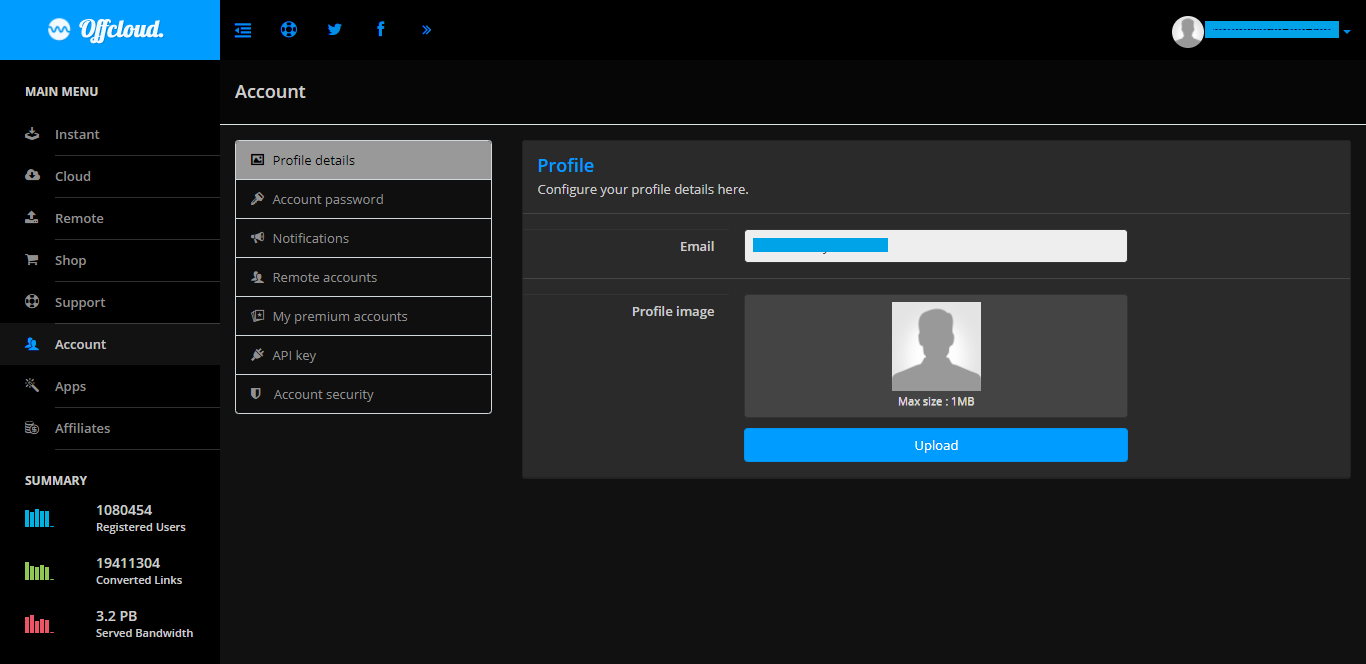 Offcloud.
MAIN MENU
Instant
Cloud
Remote
Shop
Support
Account
Apps
Affiliates
SUMMARY
1080454
Registered Users
19411304
Converted Links
3.2 PB
Served Bandwidth
Account
Profile details
Account password
Notifications
Remote accounts
My premium accounts
API key
Account security
Profile
Configure your profile details here.
Email
Profile image
Max size : 1MB
Upload